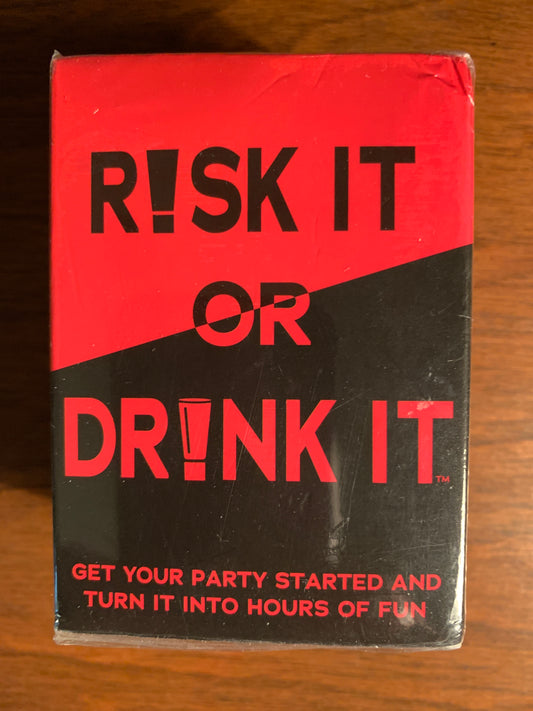 R!SK IT
OR
DR!NK IT™
GET YOUR PARTY STARTED AND
TURN IT INTO HOURS OF FUN